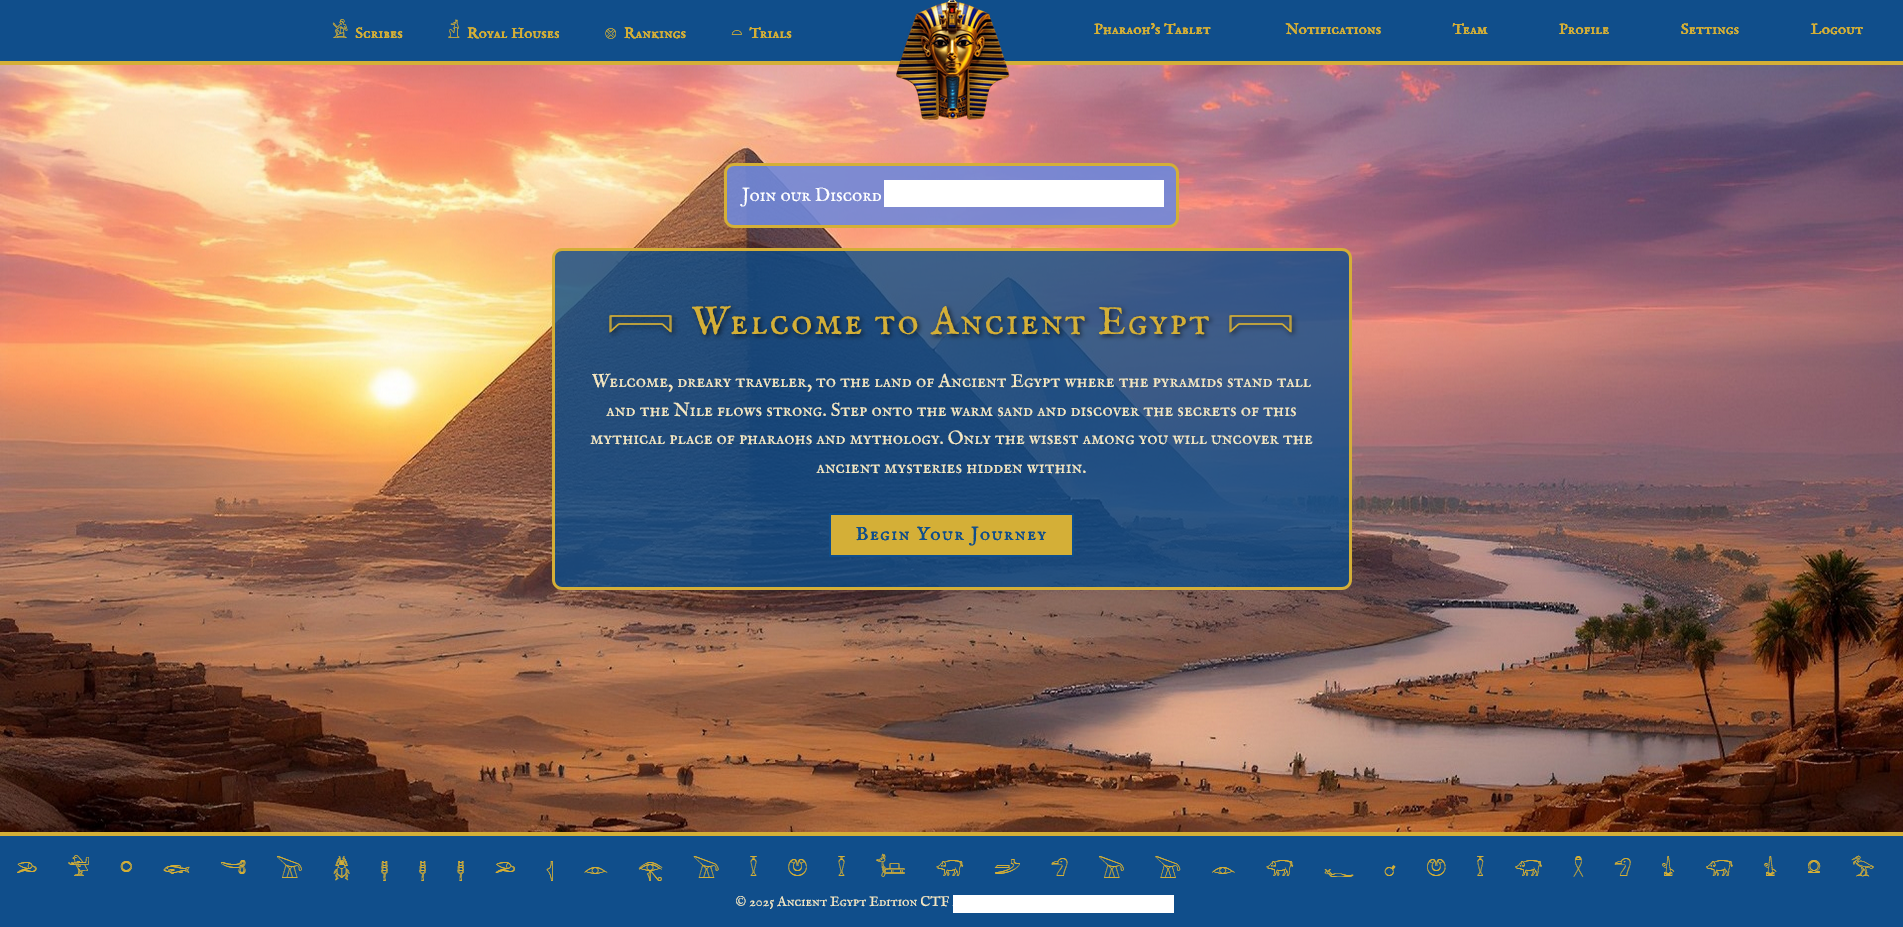 Scribes
Royal Houses
Rankings
Trials
Pharaoh's Tablet
Notifications
Team
Profile
Settings
Logout
Join our Discord
Welcome to Ancient Egypt
Welcome, dreary traveler, to the land of Ancient Egypt where the pyramids stand tall
and the Nile flows strong. Step onto the warm sand and discover the secrets of this
mythical place of pharaohs and mythology. Only the wisest among you will uncover the
ancient mysteries hidden within.
Begin Your Journey
© 2025 Ancient Egypt Edition CTF